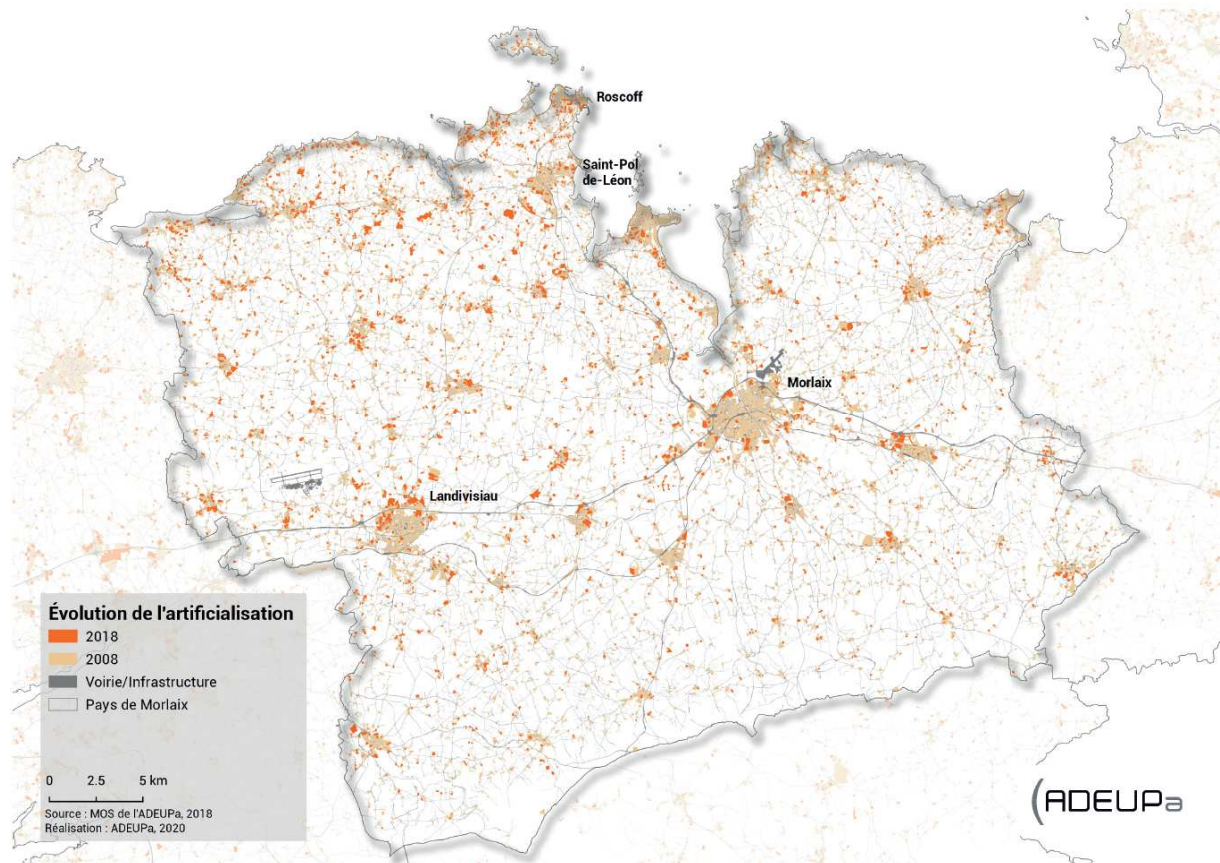 Roscoff
Saint-Pol
de-Léon
Morlaix
Landivisiau
Évolution de l'artificialisation
2018
2008
Voirie/Infrastructure
Pays de Morlaix
0 2.5 5 km
Source : MOS de l'ADEUPa, 2018
Réalisation : ADEUPa, 2020
(ADEUPa